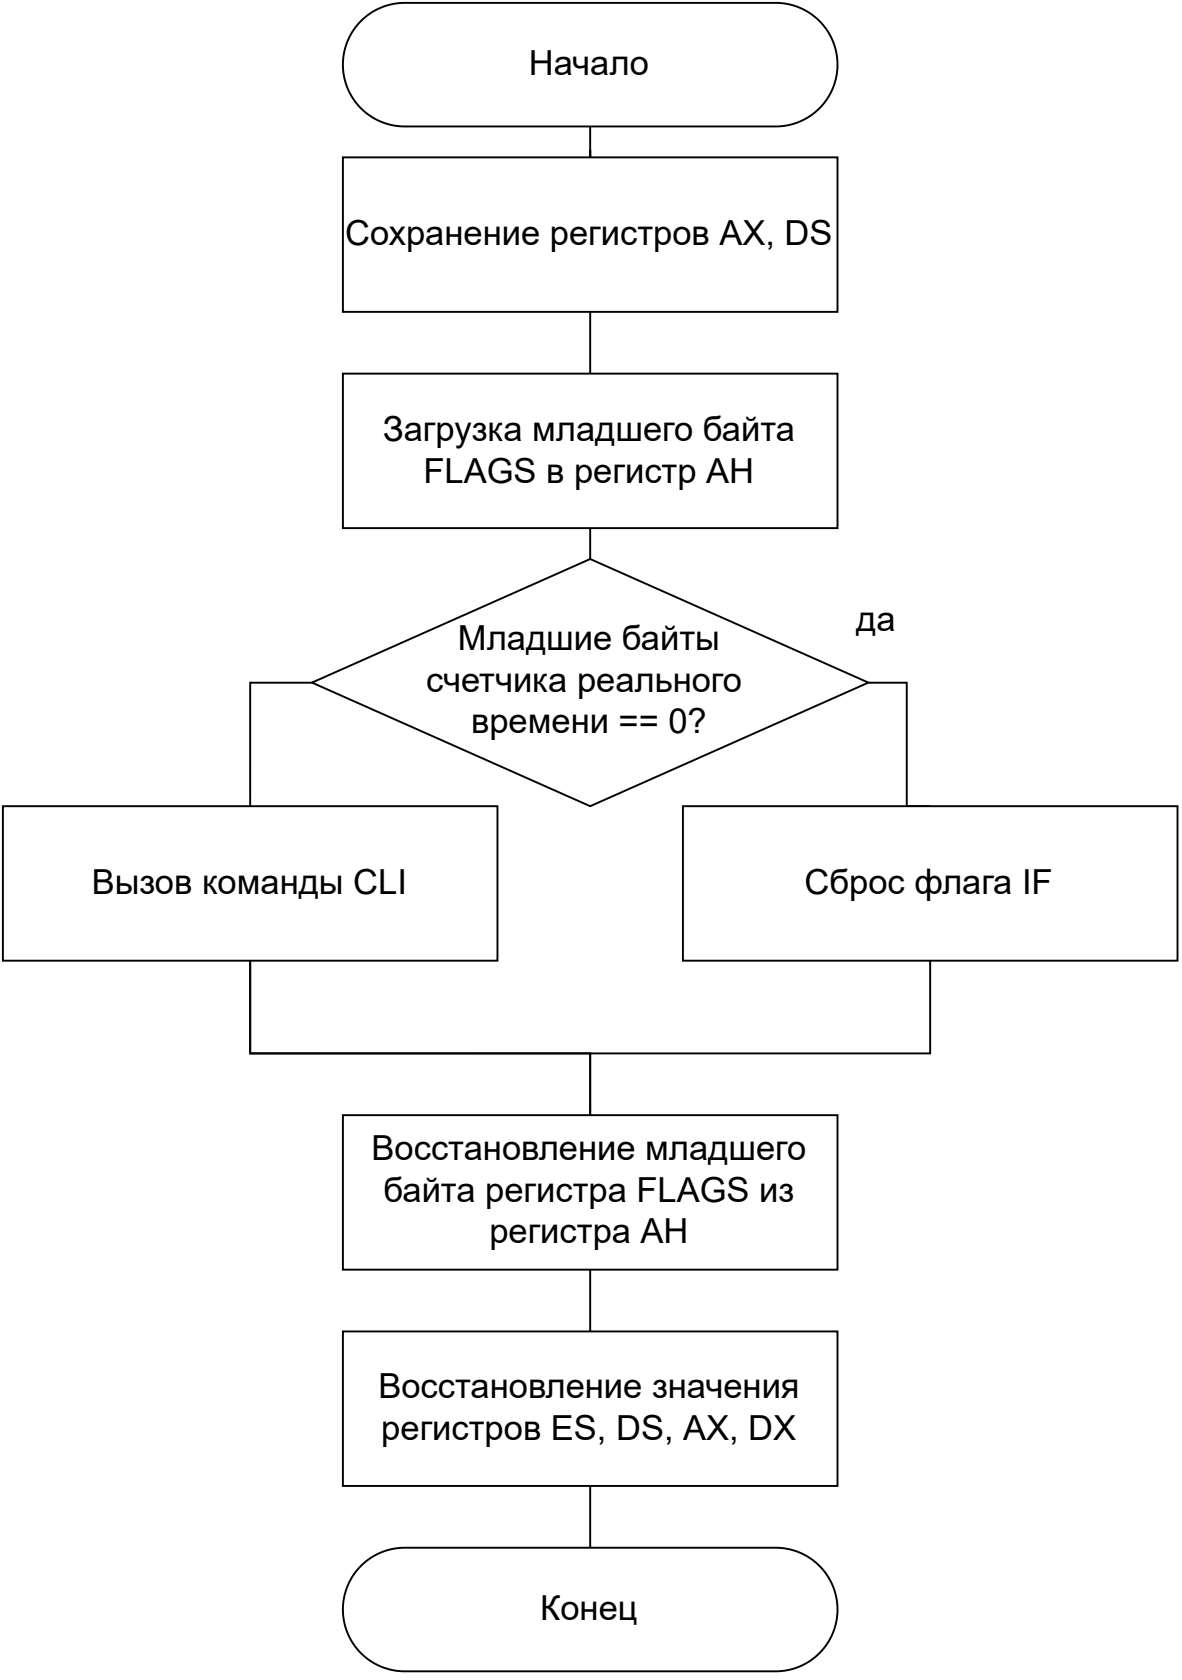 Начало
Сохранение регистров AX, DS
Загрузка младшего байта
FLAGS в регистр AH
да
Младшие байты
счетчика реального
времени == 0?
Вызов команды CLI
Сброс флага IF
Восстановление младшего
байта регистра FLAGS из
регистра AH
Восстановление значения
регистров ES, DS, AX, DX
Конец